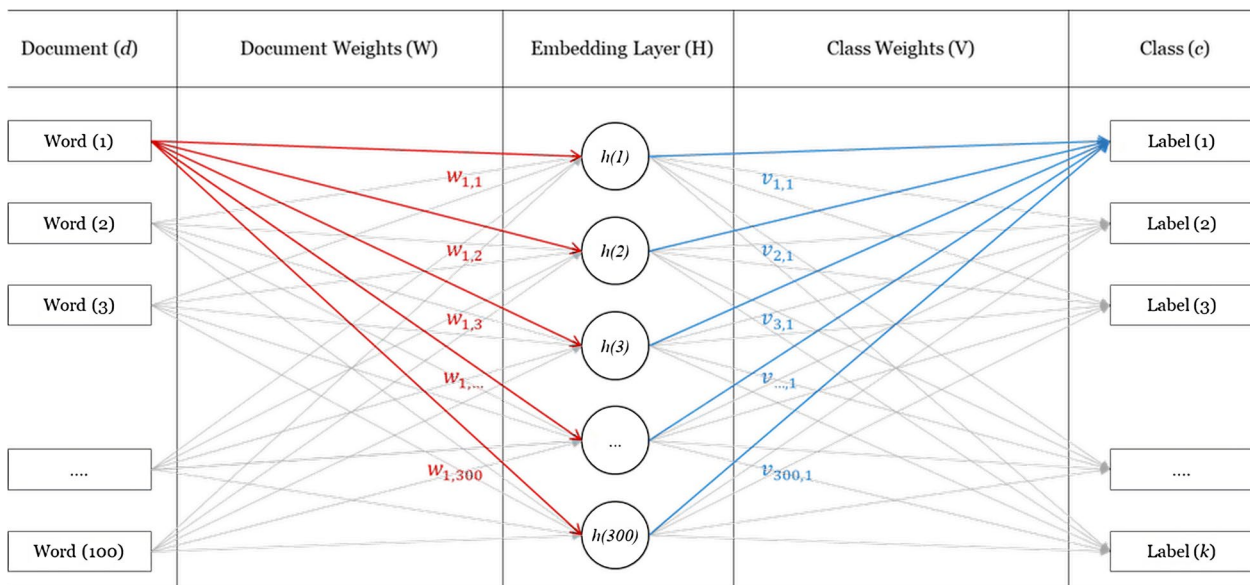 Document (d)
Document Weights (W)
Embedding Layer (H)
Class Weights (V)
Class (c)
Word (1)
h(1)
Label (1)
w1,1
v1,1
Word (2)
h(2)
Label (2)
w1,2
v2,1
Word (3)
h(3)
Label (3)
w1,3
v3,1
w1,...
v...,1
....
...
....
w1,300
v300,1
Word (100)
h(300)
Label (k)